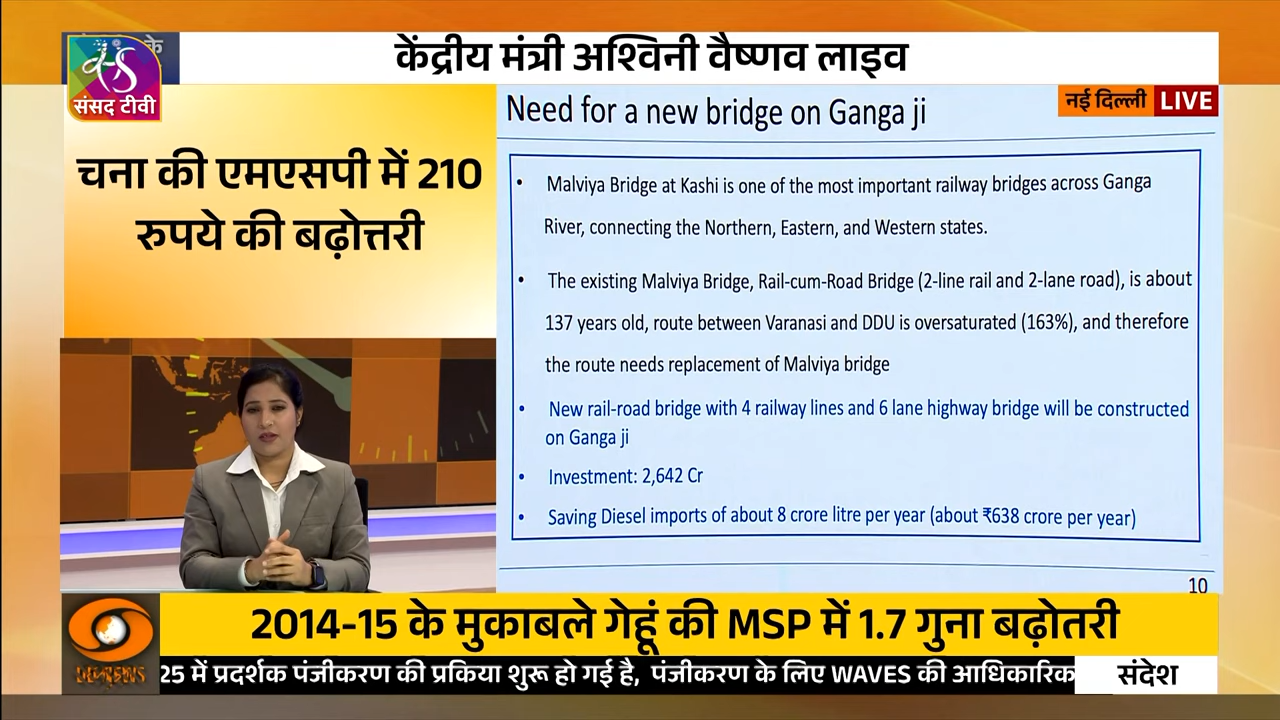 केंद्रीय मंत्री अश्विनी वैष्णव लाइव
संसद टीवी
नई दिल्ली LIVE
चना की एमएसपी में 210
रुपये की बढ़ोत्तरी
Need for a new bridge on Ganga ji
• Malviya Bridge at Kashi is one of the most important railway bridges across Ganga
River, connecting the Northern, Eastern, and Western states.
• The existing Malviya Bridge, Rail-cum-Road Bridge (2-line rail and 2-lane road), is about
137 years old, route between Varanasi and DDU is oversaturated (163%), and therefore
the route needs replacement of Malviya bridge
• New rail-road bridge with 4 railway lines and 6 lane highway bridge will be constructed
on Ganga ji
• Investment: 2,642 Cr
• Saving Diesel imports of about 8 crore litre per year (about ₹638 crore per year)
10
2014-15 के मुकाबले गेहूं की MSP में 1.7 गुना बढ़ोतरी
DD NEWS
25 में प्रदर्शक पंजीकरण की प्रकिया शुरू हो गई है, पंजीकरण के लिए WAVES की आधिकारिक
संदेश